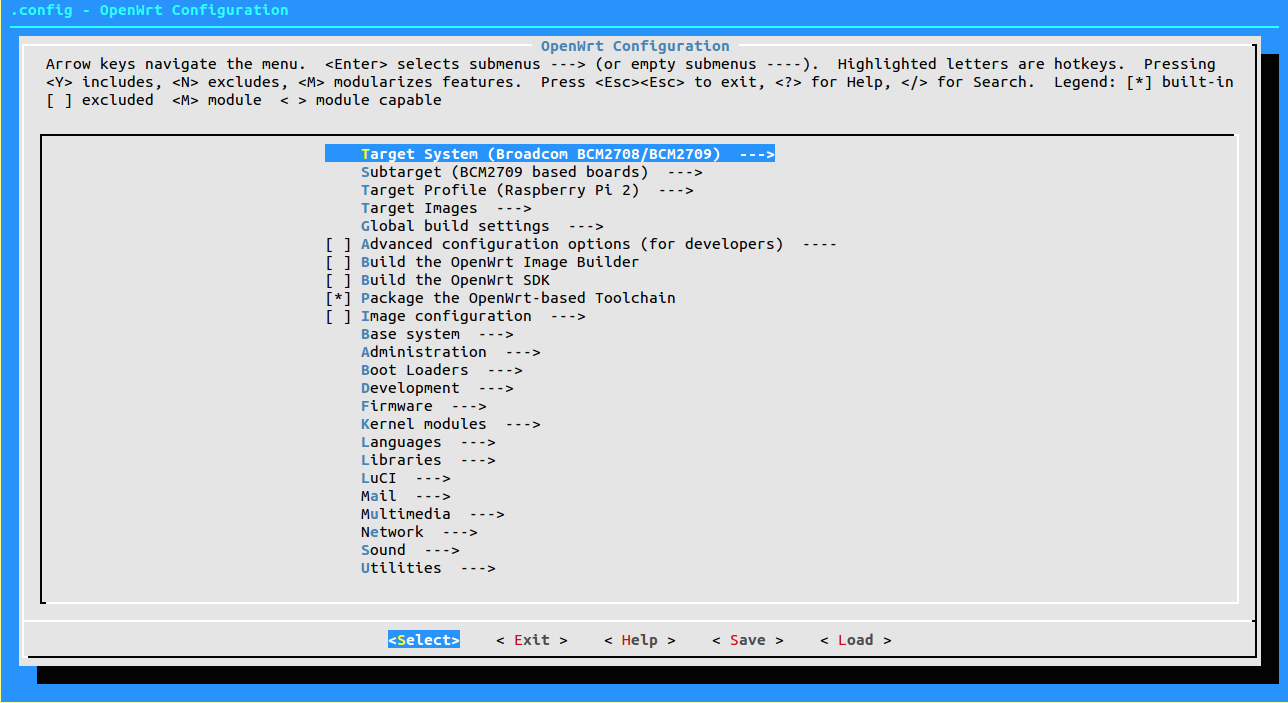 .config - OpenWrt Configuration
OpenWrt Configuration
Arrow keys navigate the menu.  <Enter> selects submenus ---> (or empty submenus ----).  Highlighted letters are hotkeys.  Pressing
<Y> includes, <N> excludes, <M> modularizes features.  Press <Esc><Esc> to exit, <?> for Help, </> for Search.  Legend: [*] built-in
[ ] excluded  <M> module  < > module capable
Target System (Broadcom BCM2708/BCM2709)  --->
Subtarget (BCM2709 based boards)  --->
Target Profile (Raspberry Pi 2)  --->
Target Images  --->
Global build settings  --->
[ ] Advanced configuration options (for developers)  ----
[ ] Build the OpenWrt Image Builder
[ ] Build the OpenWrt SDK
[*] Package the OpenWrt-based Toolchain
[ ] Image configuration  --->
Base system  --->
Administration  --->
Boot Loaders  --->
Development  --->
Firmware  --->
Kernel modules  --->
Languages  --->
Libraries  --->
LuCI  --->
Mail  --->
Multimedia  --->
Network  --->
Sound  --->
Utilities  --->
<Select>    < Exit >    < Help >    < Save >    < Load >